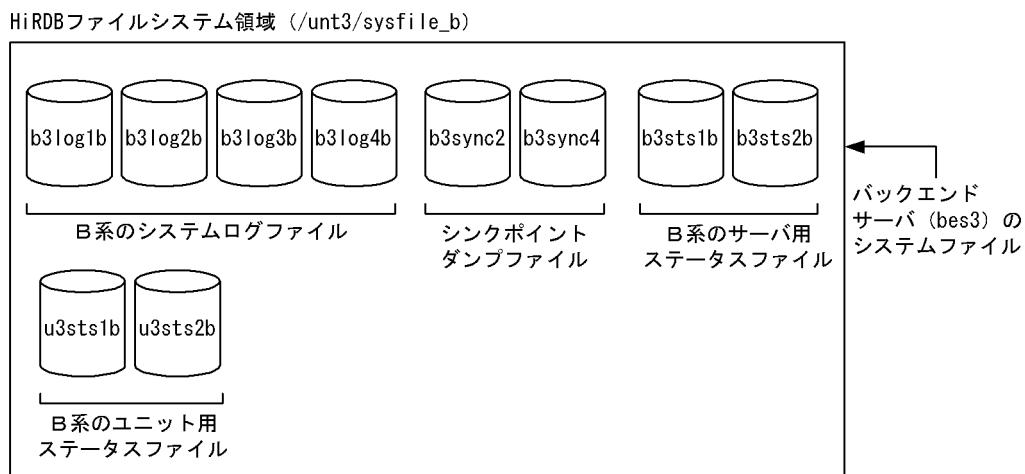 HiRDBファイルシステム領域（/unt3/sysfile_b）
b3log1b b3log2b b3log3b b3log4b b3sync2 b3sync4 b3sts1b b3sts2b
B系のシステムログファイル
シンクポイント
ダンプファイル
B系のサーバ用
ステータスファイル
バックエンド
サーバ（bes3）の
システムファイル
u3sts1b u3sts2b
B系のユニット用
ステータスファイル